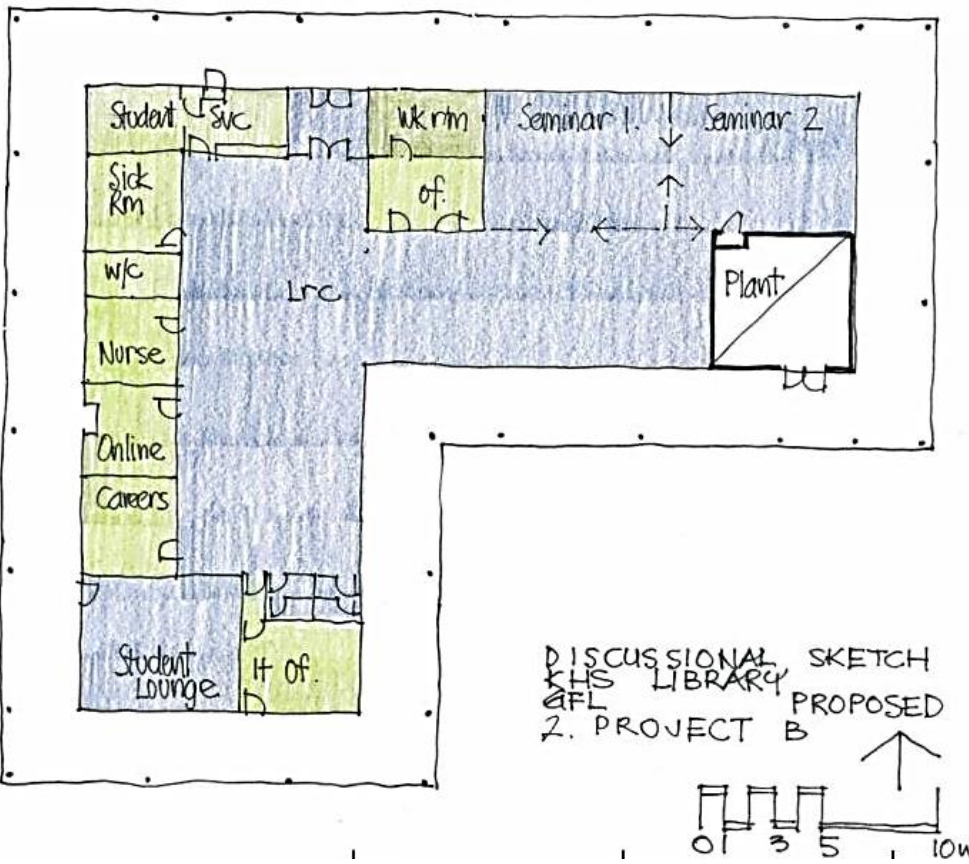 Student Svc
Wk rm
Seminar 1.
Seminar 2
Sick
Rm
of.
W/C
Lrc
Plant
Nurse
Online
Careers
Student
Lounge
It Of.
DISCUSSIONAL SKETCH
KHS LIBRARY
GFL PROPOSED
2. PROJECT B
0 1 3 5 10m